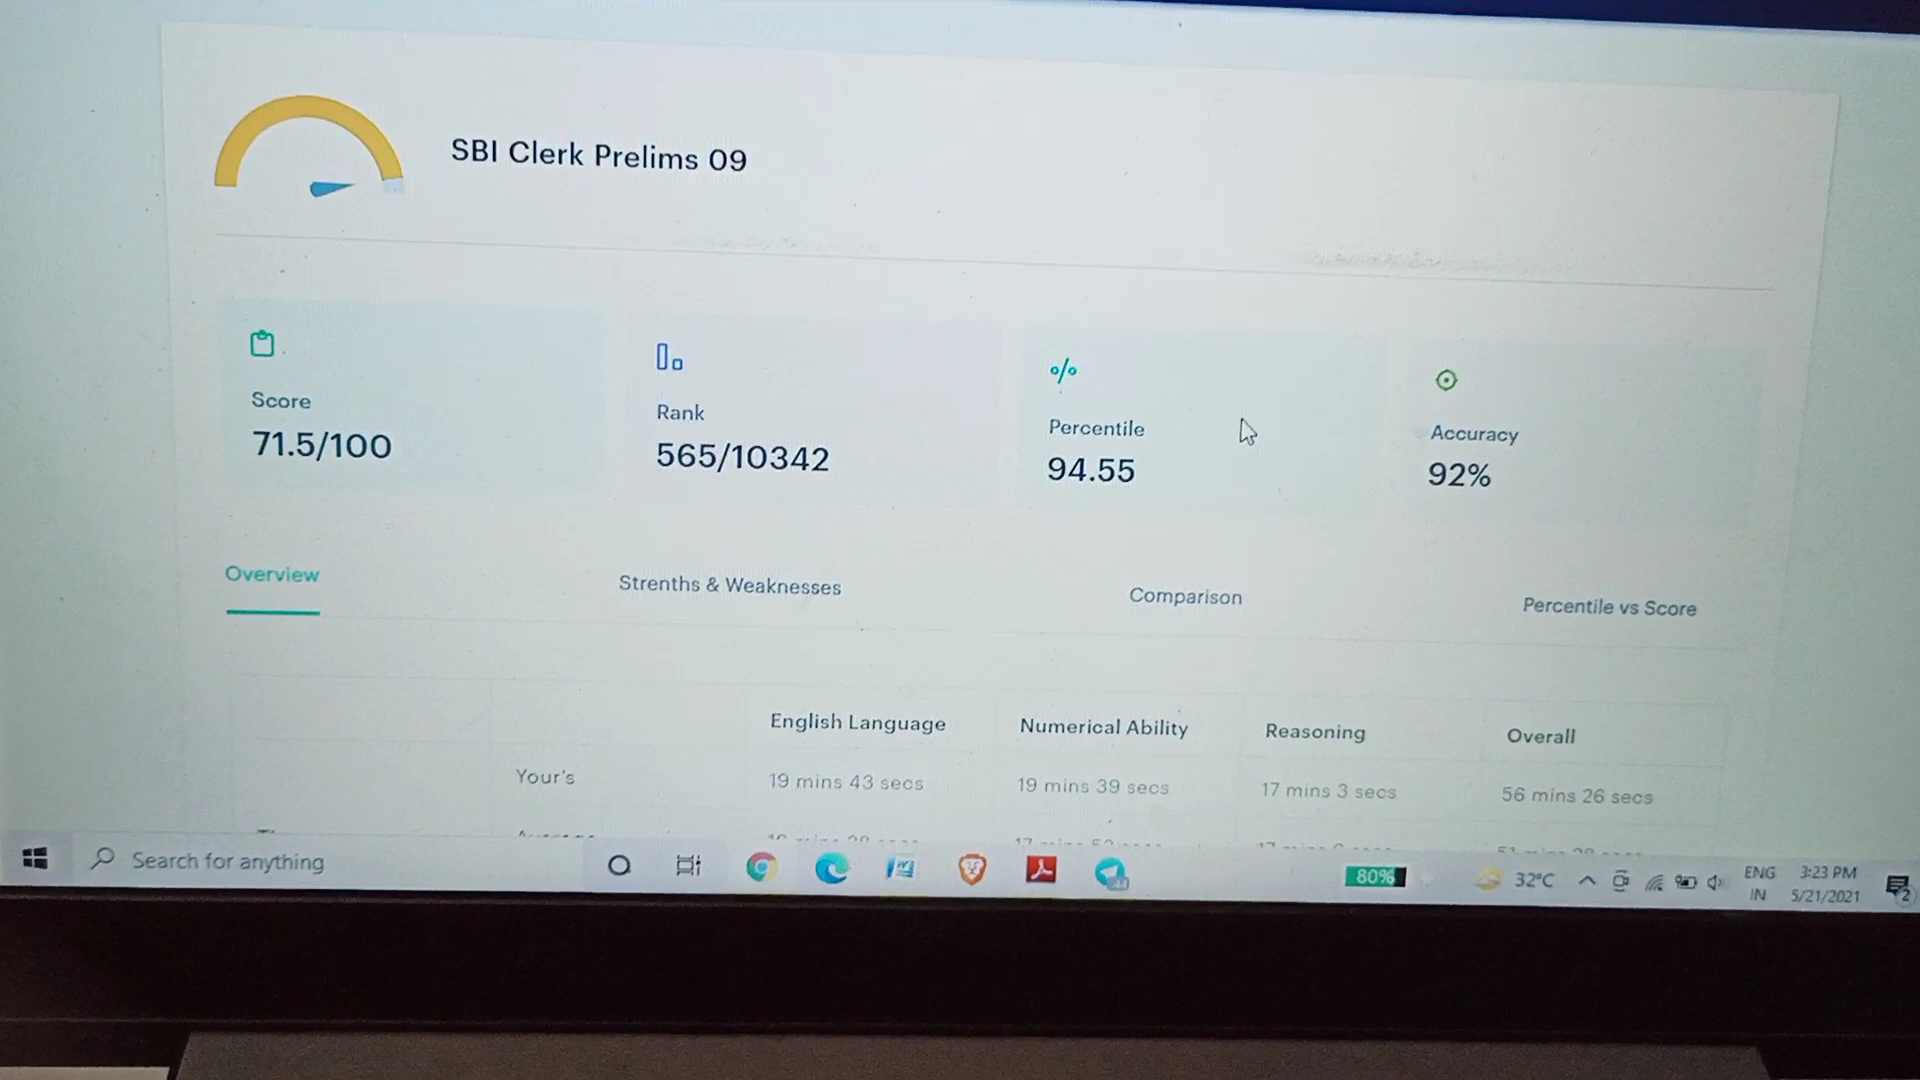 SBI Clerk Prelims 09
Score
71.5/100
Rank
565/10342
%
Percentile
94.55
Accuracy
92%
Overview
Strenths & Weaknesses
Comparison
Percentile vs Score
English Language Numerical Ability Reasoning Overall
Your's 19 mins 43 secs 19 mins 39 secs 17 mins 3 secs 56 mins 26 secs
Search for anything
80%
32°C
ENG
IN
3:23 PM
5/21/2021
2